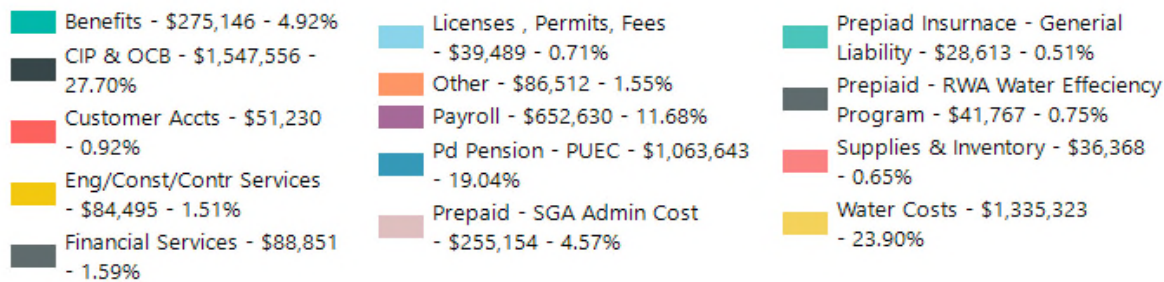 Benefits - $275,146 - 4.92%
CIP & OCB - $1,547,556 -
27.70%
Customer Accts - $51,230
- 0.92%
Eng/Const/Contr Services
- $84,495 - 1.51%
Financial Services - $88,851
- 1.59%
Licenses , Permits, Fees
- $39,489 - 0.71%
Other - $86,512 - 1.55%
Payroll - $652,630 - 11.68%
Pd Pension - PUEC - $1,063,643
- 19.04%
Prepaid - SGA Admin Cost
- $255,154 - 4.57%
Prepiad Insurnace - Generial
Liability - $28,613 - 0.51%
Prepiaid - RWA Water Effeciency
Program - $41,767 - 0.75%
Supplies & Inventory - $36,368
- 0.65%
Water Costs - $1,335,323
- 23.90%